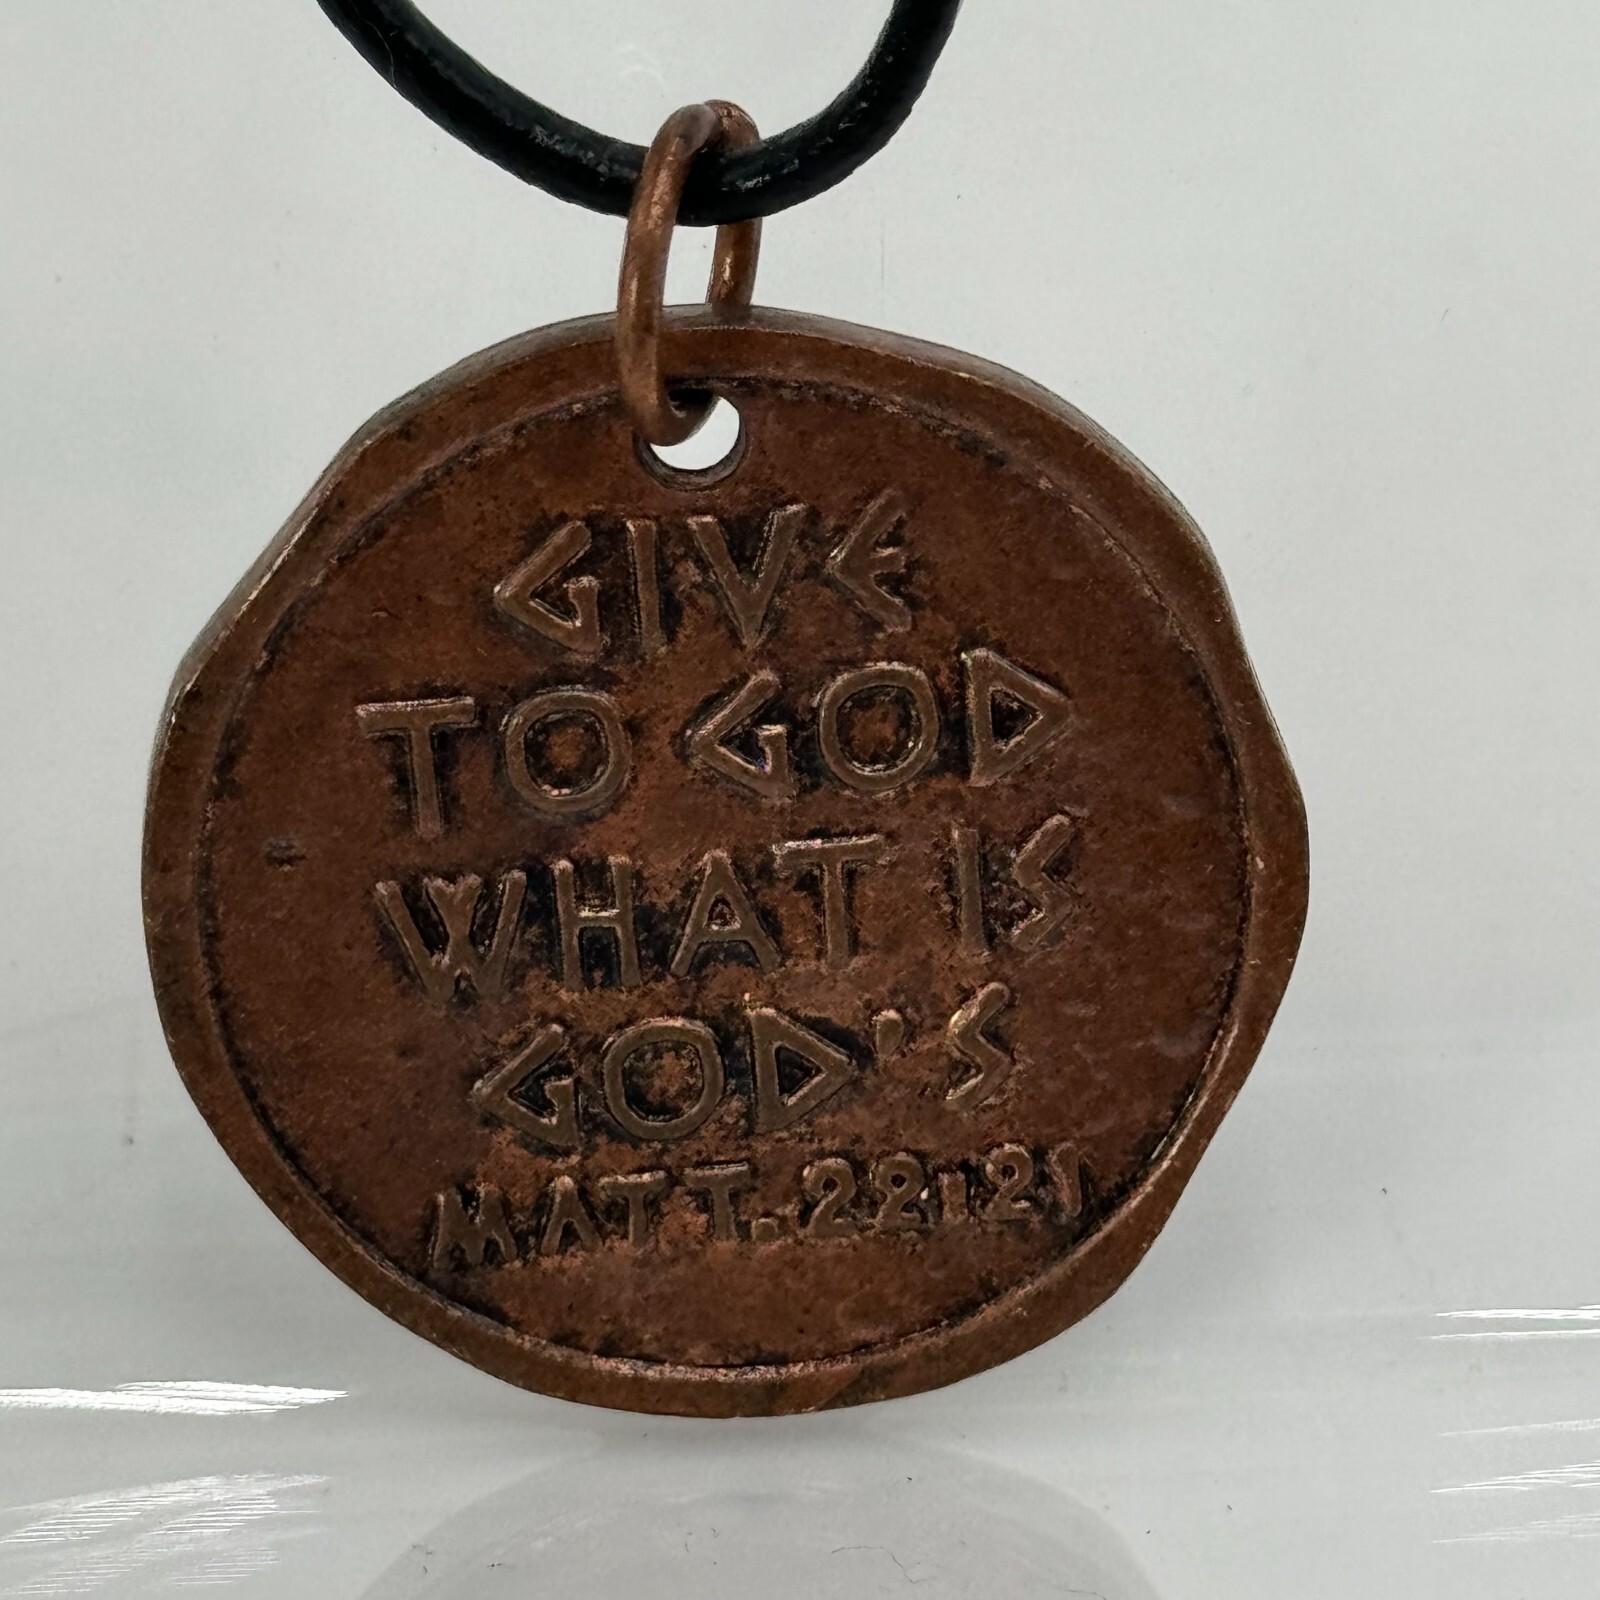 GIVE
TO GOD
WHAT IS
GOD'S
MATT. 22:21